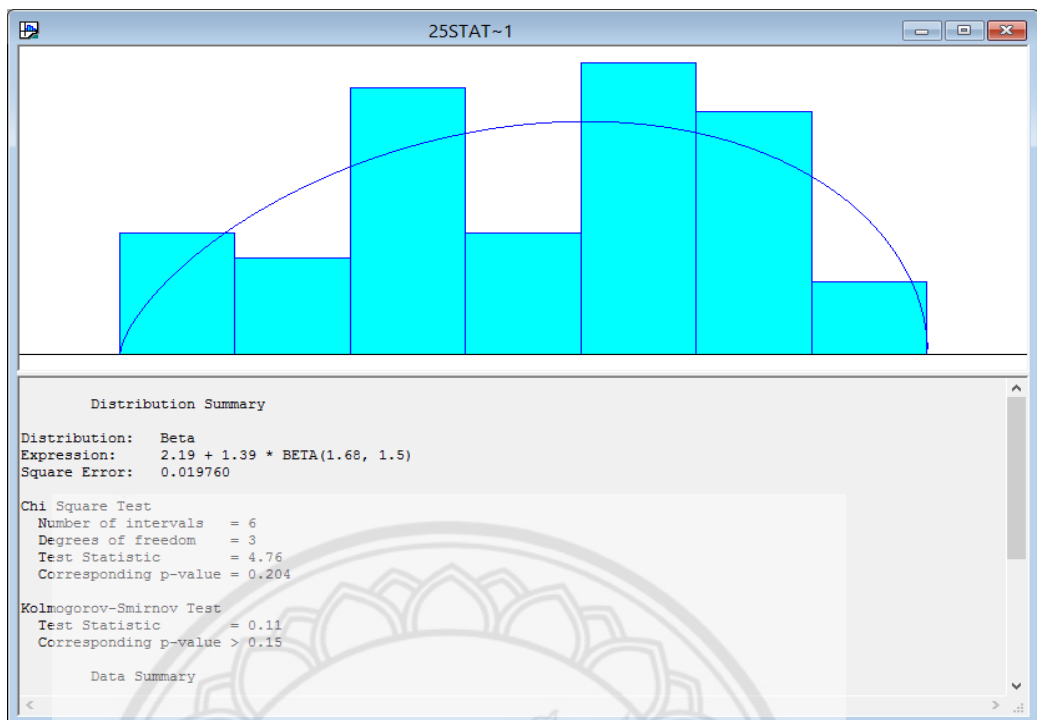 25STAT~1
Distribution Summary
Distribution: Beta
Expression: 2.19 + 1.39 * BETA(1.68, 1.5)
Square Error: 0.019760
Chi Square Test
Number of intervals = 6
Degrees of freedom = 3
Test Statistic = 4.76
Corresponding p-value = 0.204
Kolmogorov-Smirnov Test
Test Statistic = 0.11
Corresponding p-value > 0.15
Data Summary